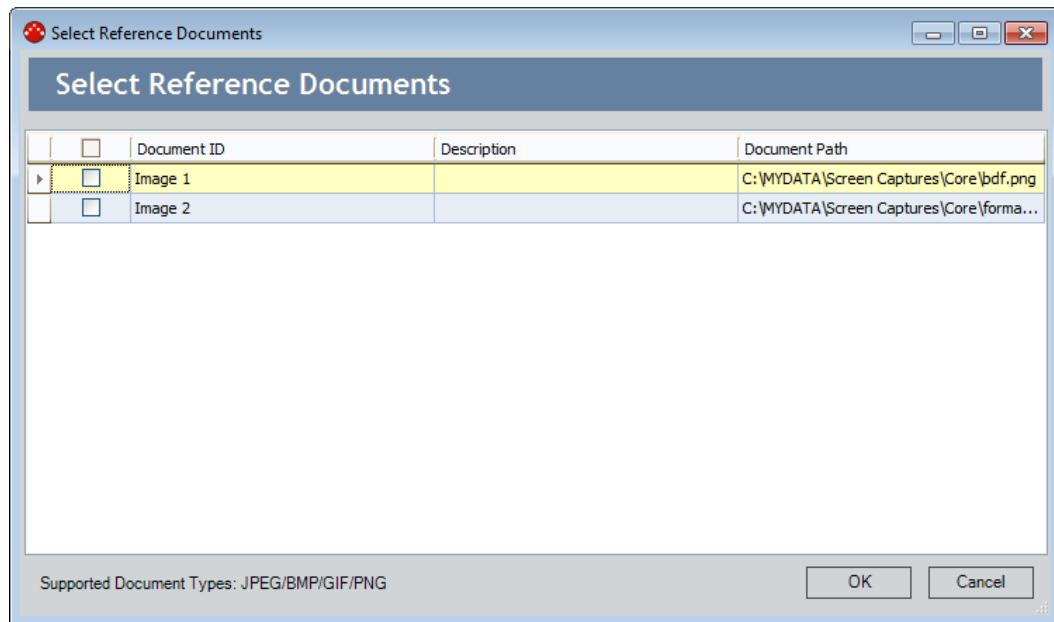 Select Reference Documents
Select Reference Documents
Document ID Description Document Path
Image 1 C:\MYDATA\Screen Captures\Core\bdf.png
Image 2 C:\MYDATA\Screen Captures\Core\forma...
Supported Document Types: JPEG/BMP/GIF/PNG OK Cancel